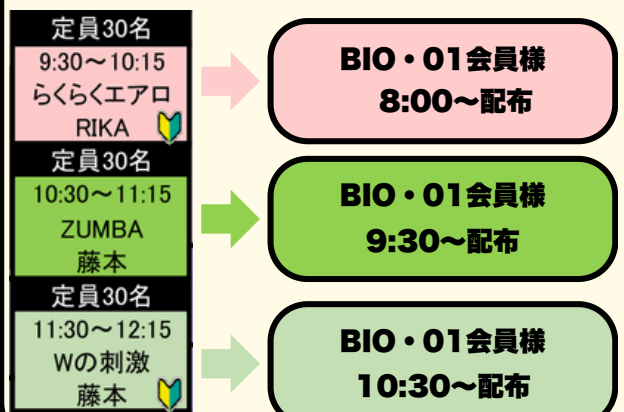 定員30名
9:30～10:15
らくらくエアロ
RIKA
BIO・01会員様
8:00～配布
定員30名
10:30～11:15
ZUMBA
藤本
BIO・01会員様
9:30～配布
定員30名
11:30～12:15
Wの刺激
藤本
BIO・01会員様
10:30～配布